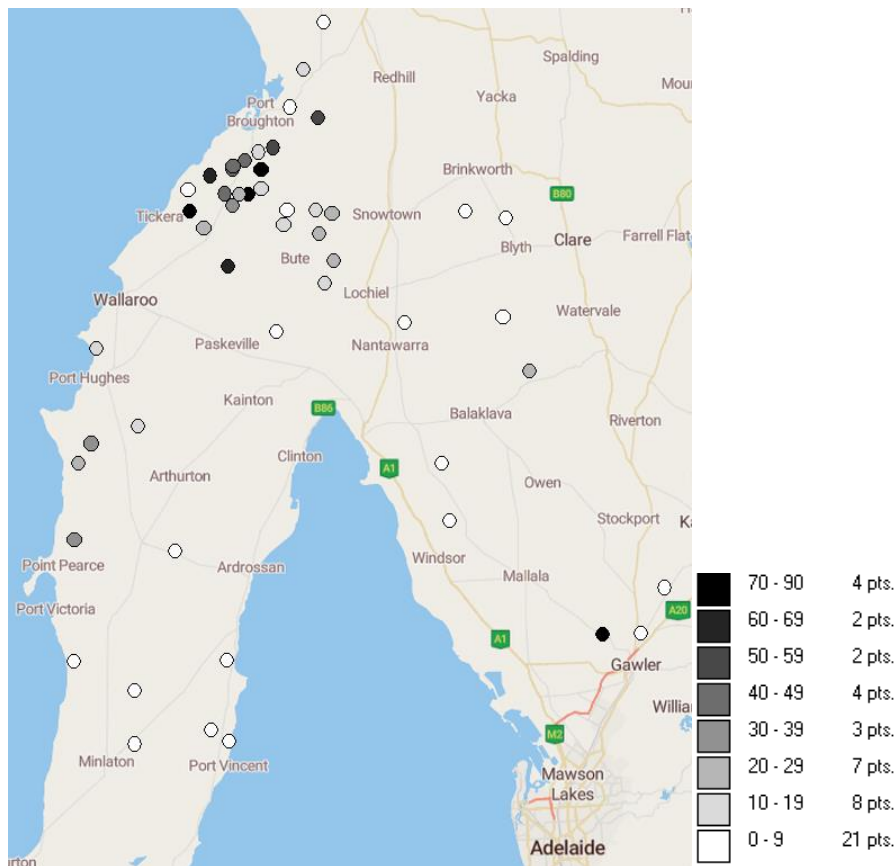 Spalding
Redhill
Mou
Yacka
Port
Broughton
Brinkworth
B80
Tickera
Snowtown
Clare
Farrell Flat
Blyth
Bute
Lochiel
Wallaroo
Watervale
Paskeville
Nantawarra
Port Hughes
Kainton
B86
Balaklava
Riverton
Clinton
A1
Arthurton
Owen
Stockport
Ka
Windsor
Point Pearce
Ardrossan
Mallala
Port Victoria
A20
A1
Gawler
Willia
M2
Minlaton
Port Vincent
Mawson
Lakes
Adelaide
rton
70 - 90 4 pts.
60 - 69 2 pts.
50 - 59 2 pts.
40 - 49 4 pts.
30 - 39 3 pts.
20 - 29 7 pts.
10 - 19 8 pts.
0 - 9 21 pts.